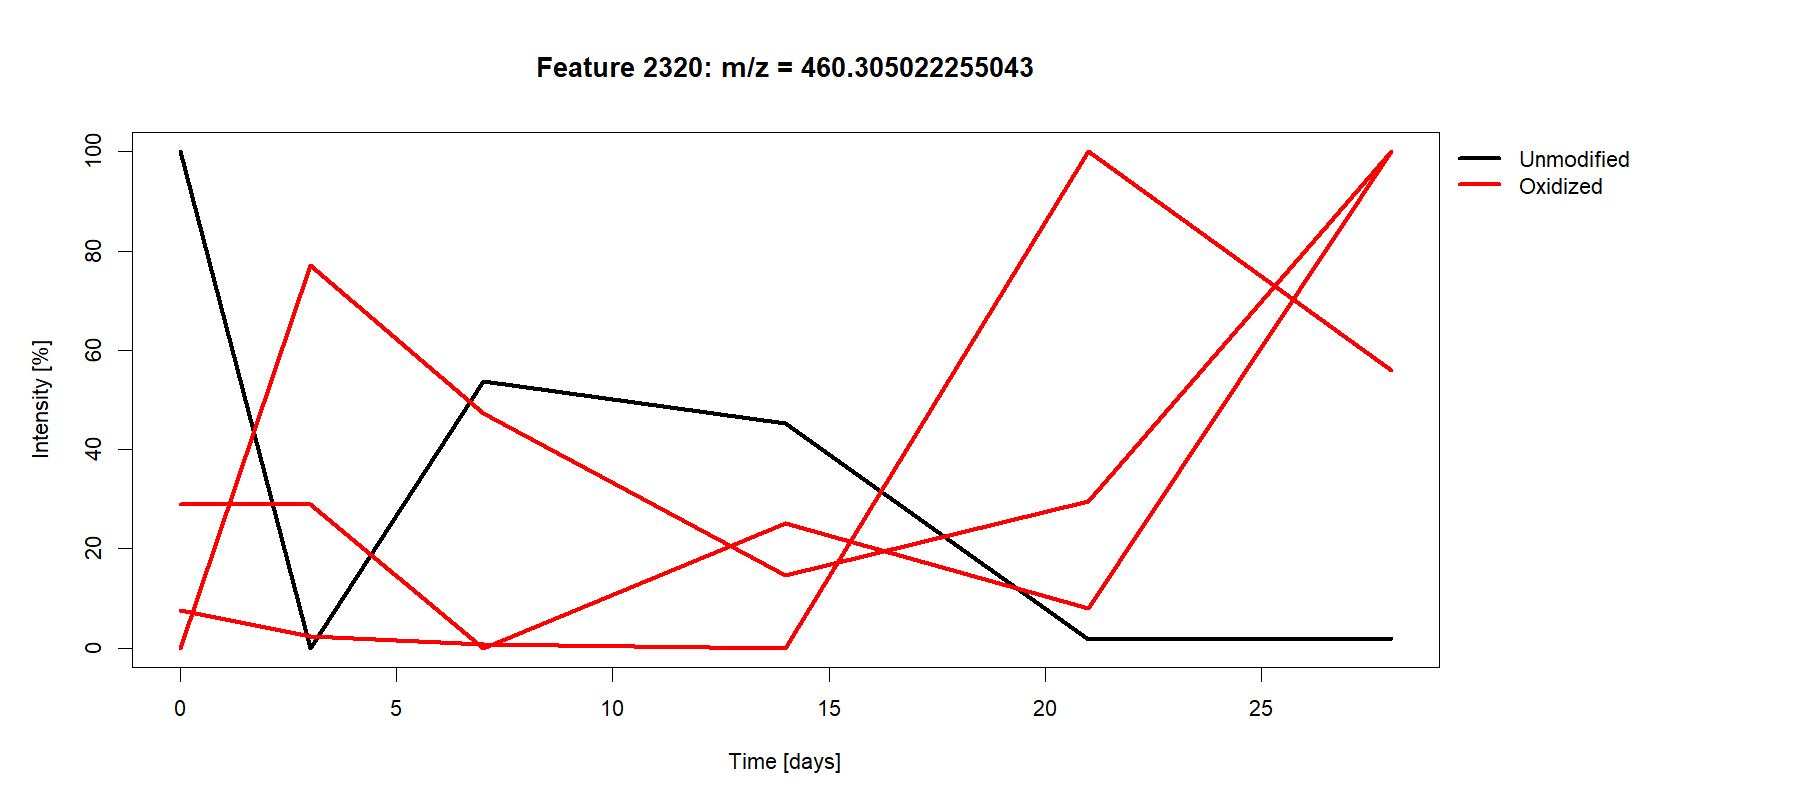 Feature 2320: m/z = 460.305022255043
Unmodified
Oxidized
Intensity [%]
100
80
60
40
20
0
0 5 10 15 20 25
Time [days]